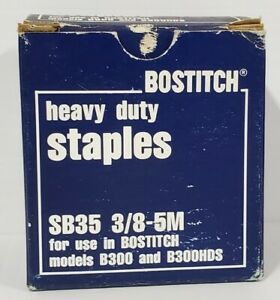 BOSTITCH®
heavy duty
staples
SB35 3/8-5M
for use in BOSTITCH
models B300 and B300HDS